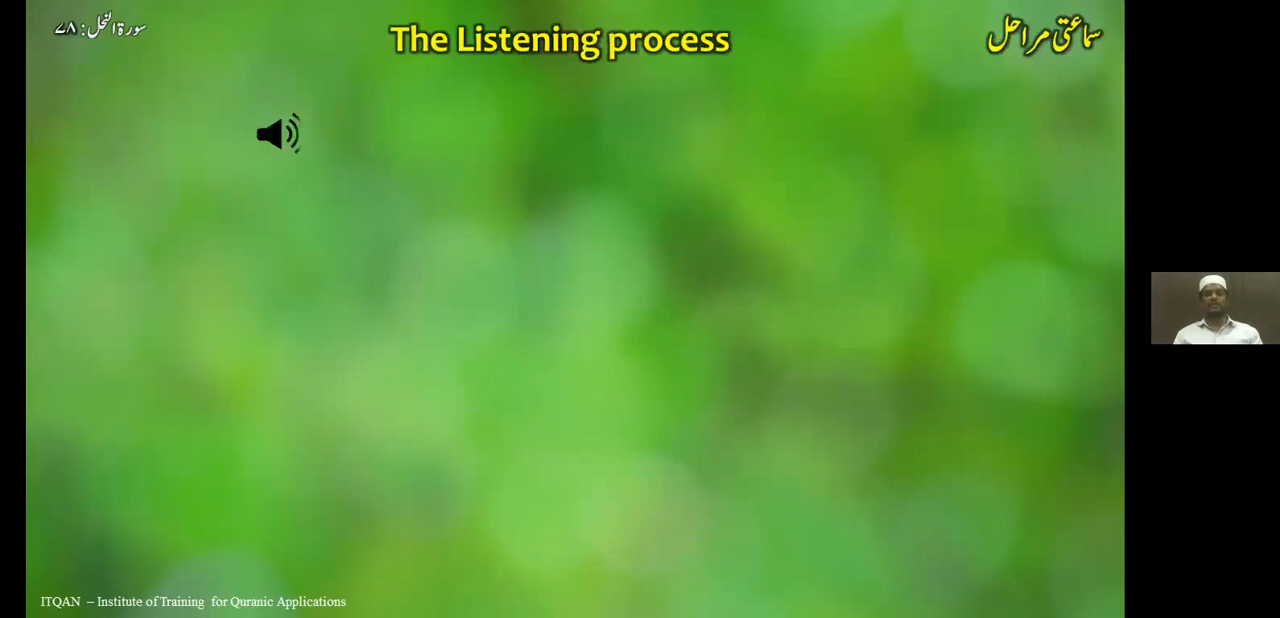 سورۃ النحل: ۷۸
The Listening process
سماعتی مراحل
ITQAN – Institute of Training for Quranic Applications